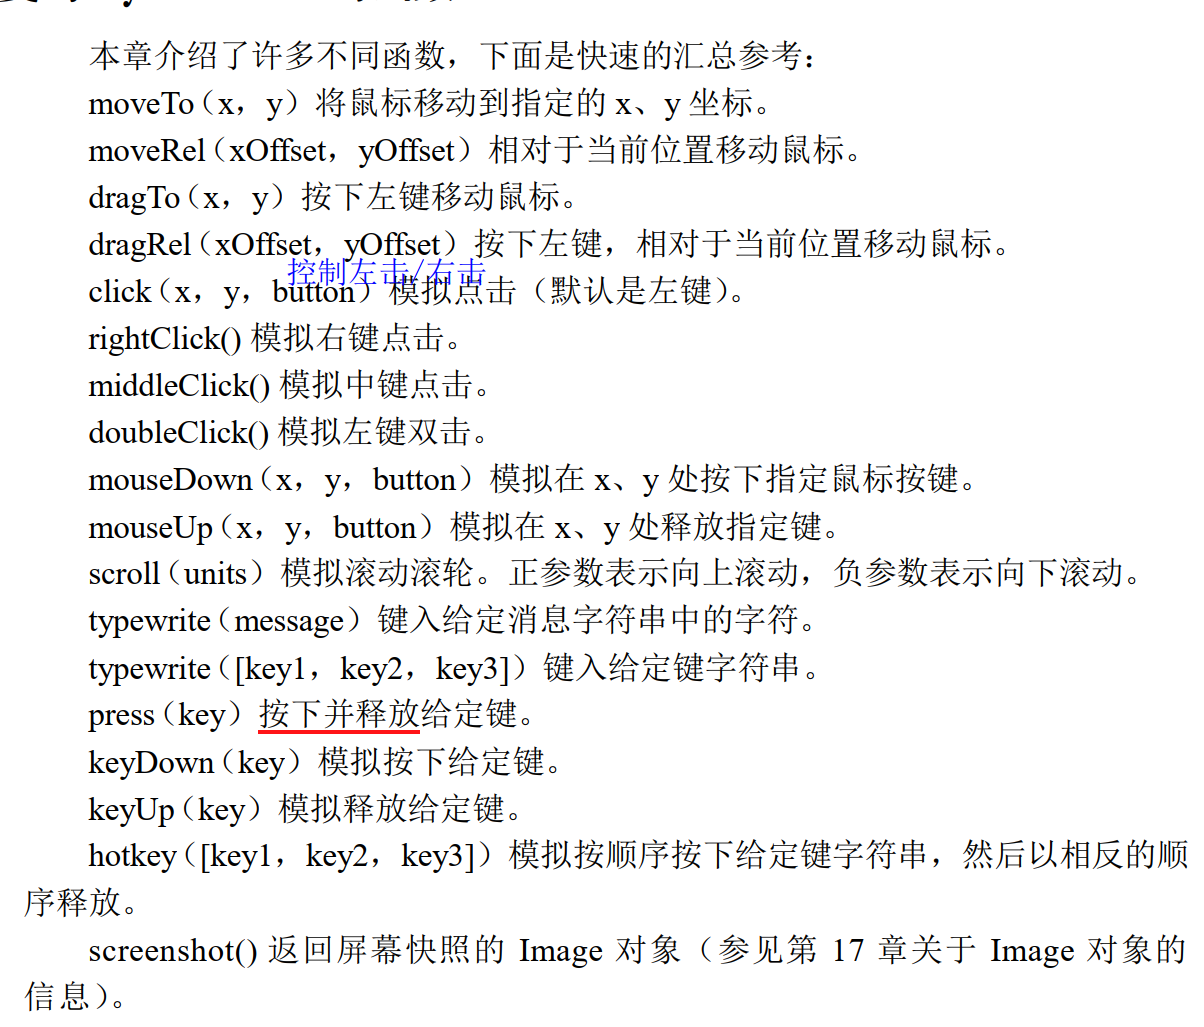 本章介绍了许多不同函数，下面是快速的汇总参考：
moveTo（x，y）将鼠标移动到指定的 x、y 坐标。
moveRel（xOffset，yOffset）相对于当前位置移动鼠标。
dragTo（x，y）按下左键移动鼠标。
dragRel（xOffset，yOffset）按下左键，相对于当前位置移动鼠标。
控制左击/右击
click（x，y，button）模拟点击（默认是左键）。
rightClick() 模拟右键点击。
middleClick() 模拟中键点击。
doubleClick() 模拟左键双击。
mouseDown（x，y，button）模拟在 x、y 处按下指定鼠标按键。
mouseUp（x，y，button）模拟在 x、y 处释放指定键。
scroll（units）模拟滚动滚轮。正参数表示向上滚动，负参数表示向下滚动。
typewrite（message）键入给定消息字符串中的字符。
typewrite（[key1，key2，key3]）键入给定键字符串。
press（key）按下并释放给定键。
keyDown（key）模拟按下给定键。
keyUp（key）模拟释放给定键。
hotkey（[key1，key2，key3]）模拟按顺序按下给定键字符串，然后以相反的顺
序释放。
screenshot() 返回屏幕快照的 Image 对象（参见第 17 章关于 Image 对象的
信息）。